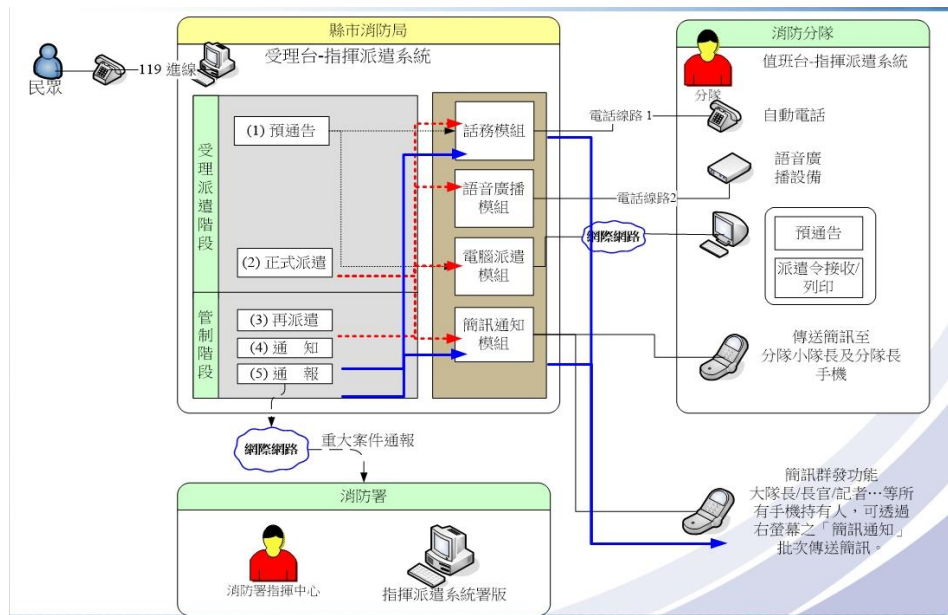 縣市消防局
受理台-指揮派遣系統
119 進線
民眾
受理派遣階段
(1) 預通告
(2) 正式派遣
管制階段
(3) 再派遣
(4) 通 知
(5) 通 報
話務模組
語音廣播
模組
電腦派遣
模組
簡訊通知
模組
電話線路 1
電話線路2
網際網路
消防分隊
值班台-指揮派遣系統
分隊
自動電話
語音廣
播設備
預通告
派遣令接收/
列印
傳送簡訊至
分隊小隊長及分隊長
手機
網際網路
重大案件通報
消防署
消防署指揮中心
指揮派遣系統署版
簡訊群發功能
大隊長/長官/記者…等所
有手機持有人，可透過
右螢幕之「簡訊通知」
批次傳送簡訊。